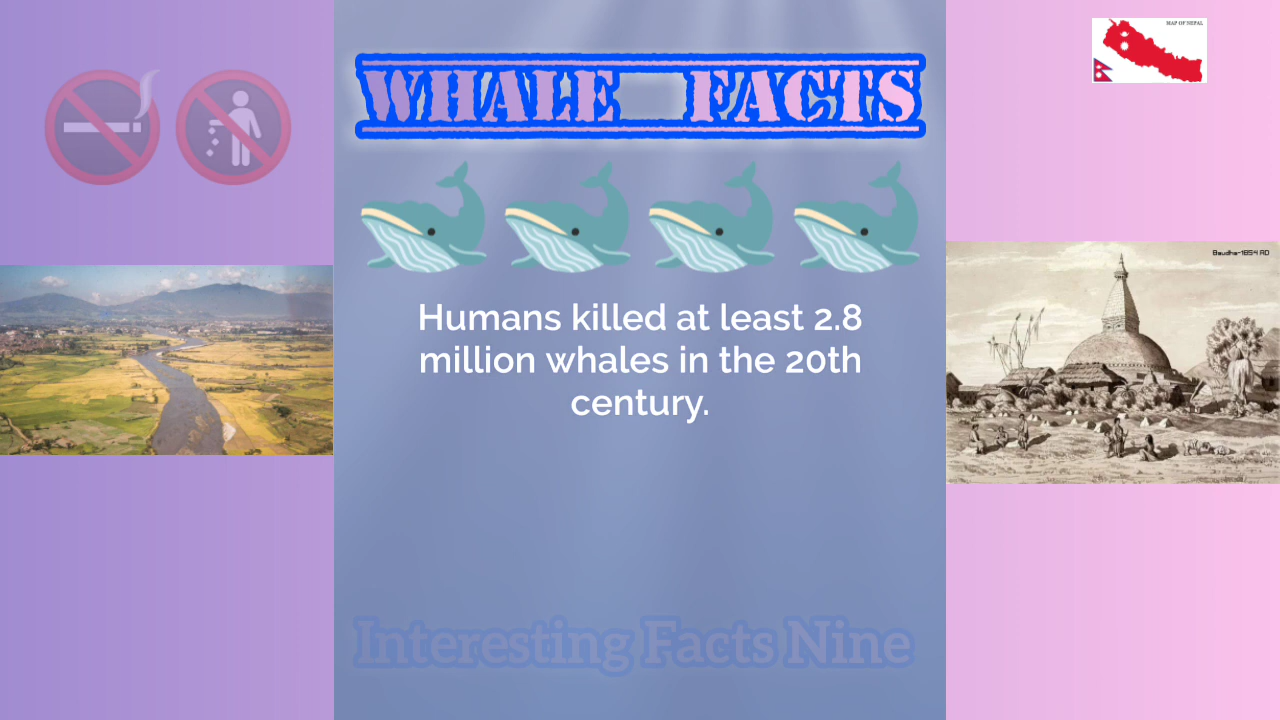 WHALE FACTS
MAP OF NEPAL
Baudha-1854 AD
Humans killed at least 2.8
million whales in the 20th
century.
Interesting Facts Nine